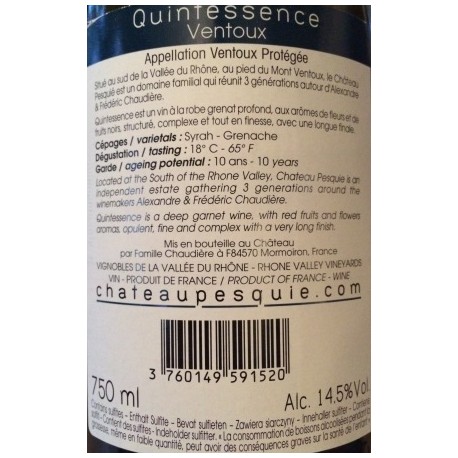 Quintessence
Ventoux
Appellation Ventoux Protégée
Situé au sud de la Vallée du Rhône, au pied du Mont Ventoux, le Château
Pesquié est un domaine familial qui réunit 3 générations autour d'Alexandre
& Frédéric Chaudière.
Quintessence est un vin à la robe grenat profond, aux arômes de fleurs et de
fruits noirs, structuré, complexe et tout en finesse, avec une longue finale.
Cépages / varietals : Syrah - Grenache
Dégustation / tasting : 18° C - 65° F
Garde / ageing potential : 10 ans - 10 years
Located at the South of the Rhone Valley, Chateau Pesquie is an
independent estate gathering 3 generations around the
winemakers Alexandre & Frédéric Chaudière.
Quintessence is a deep garnet wine, with red fruits and flowers
aromas, opulent, fine and complex with a very long finish.
Mis en bouteille au Château
par Famille Chaudière à F84570 Mormoiron, France
VIGNOBLES DE LA VALLÉE DU RHÔNE - RHONE VALLEY VINEYARDS
VIN - PRODUIT DE FRANCE / PRODUCT OF FRANCE - WINE
chateaupesquie.com
3 760149 591520
750 ml
Alc. 14.5% Vol.
Contains sulfites - Enthält Sulfite - Bevat sulfieten - Zawiera siarczyny - Innehåller sulfiter -
sulfit - Contient des sulfites - Indeholder sulfitter. « La consommation de boissons alcoolisées pendant la
grossesse, même en faible quantité, peut avoir des conséquences graves sur la santé de l'enfant